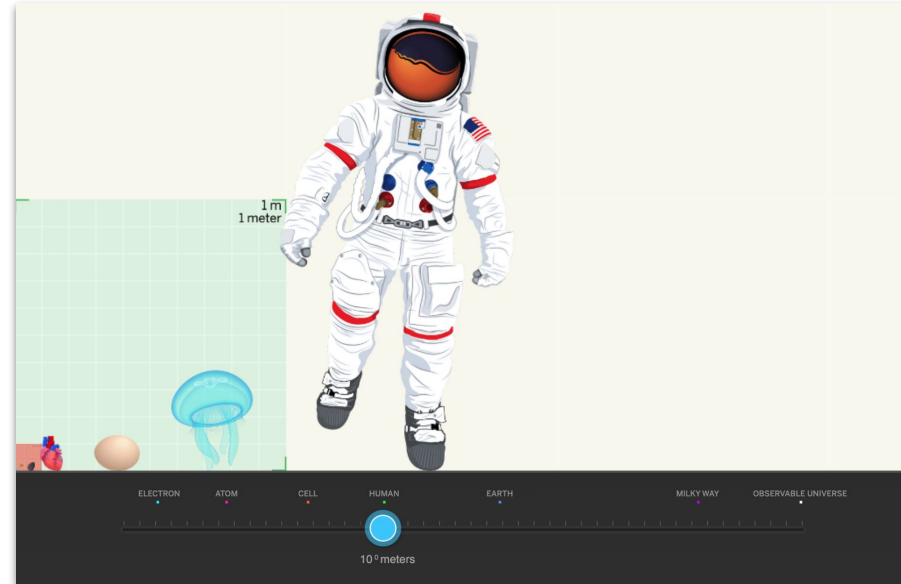 1 m
1 meter
ELECTRON ATOM CELL HUMAN EARTH MILKY WAY OBSERVABLE UNIVERSE
10⁰ meters